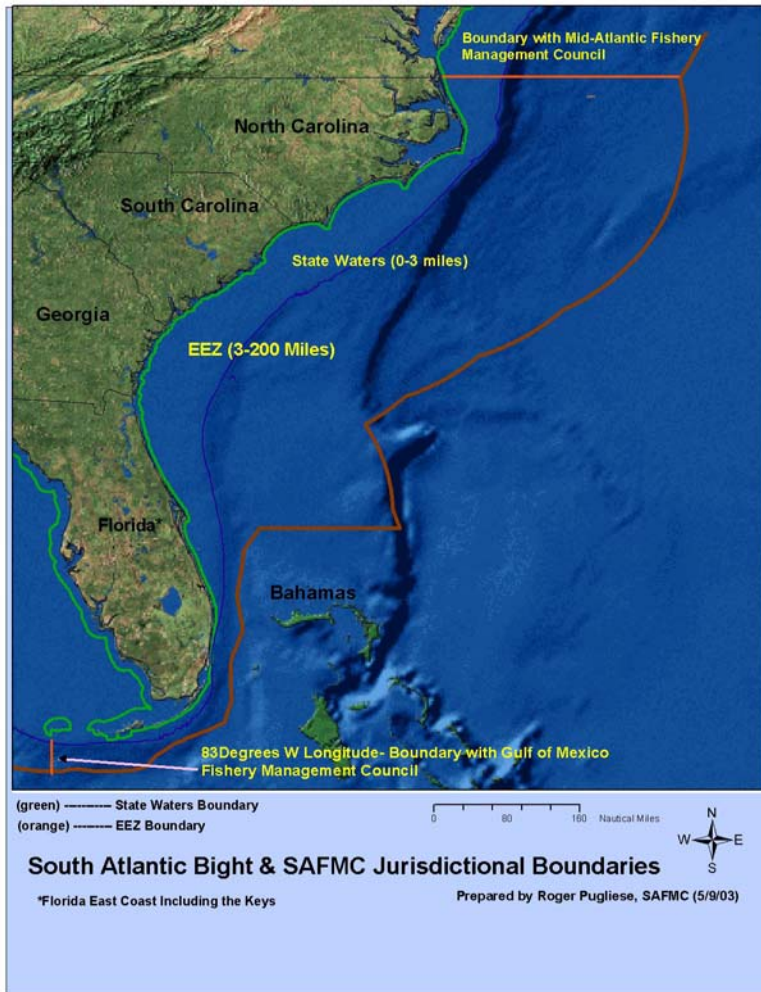 Boundary with Mid-Atlantic Fishery
Management Council
North Carolina
South Carolina
State Waters (0-3 miles)
Georgia
EEZ (3-200 Miles)
Florida*
Bahamas
83Degrees W Longitude- Boundary with Gulf of Mexico
Fishery Management Council
(green) ----------- State Waters Boundary
(orange) --------- EEZ Boundary
0 80 160 Nautical Miles
N
W E
S
South Atlantic Bight & SAFMC Jurisdictional Boundaries
*Florida East Coast Including the Keys
Prepared by Roger Pugliese, SAFMC (5/9/03)